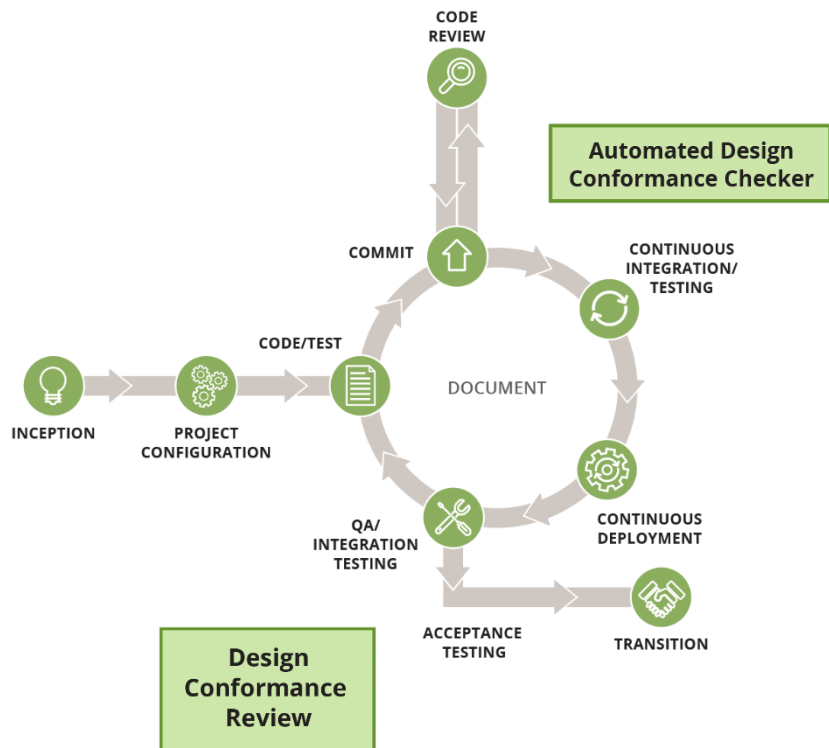 CODE
REVIEW
Automated Design
Conformance Checker
COMMIT
CONTINUOUS
INTEGRATION/
TESTING
CODE/TEST
DOCUMENT
INCEPTION
PROJECT
CONFIGURATION
QA/
INTEGRATION
TESTING
CONTINUOUS
DEPLOYMENT
ACCEPTANCE
TESTING
TRANSITION
Design
Conformance
Review